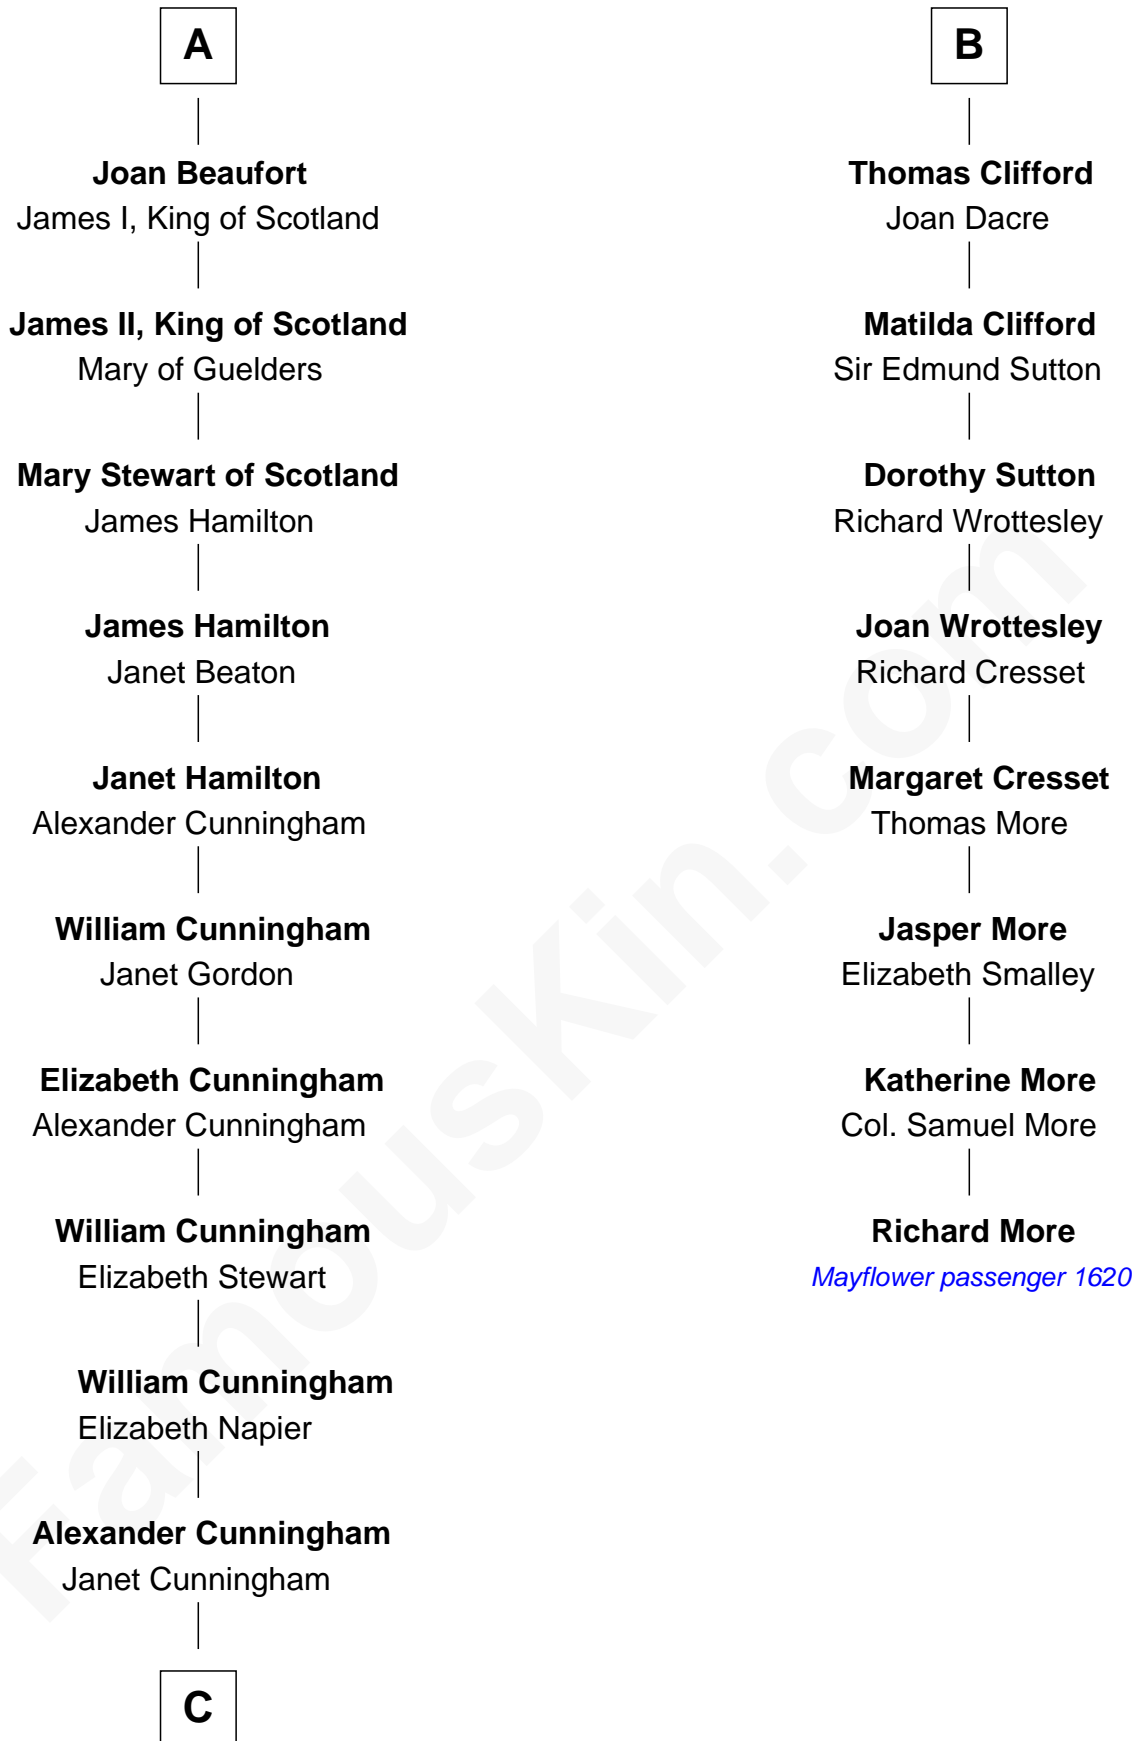 A
Joan Beaufort
James I, King of Scotland
James II, King of Scotland
Mary of Guelders
Mary Stewart of Scotland
James Hamilton
James Hamilton
Janet Beaton
Janet Hamilton
Alexander Cunningham
William Cunningham
Janet Gordon
Elizabeth Cunningham
Alexander Cunningham
William Cunningham
Elizabeth Stewart
William Cunningham
Elizabeth Napier
Alexander Cunningham
Janet Cunningham
C
B
Thomas Clifford
Joan Dacre
Matilda Clifford
Sir Edmund Sutton
Dorothy Sutton
Richard Wrottesley
Joan Wrottesley
Richard Cresset
Margaret Cresset
Thomas More
Jasper More
Elizabeth Smalley
Katherine More
Col. Samuel More
Richard More
Mayflower passenger 1620
FamousKin.com